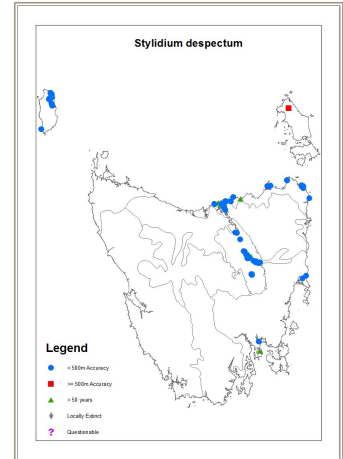 Stylidium despectum
Legend
< 500m Accuracy
>= 500m Accuracy
> 50 years
Locally Extinct
? Questionable